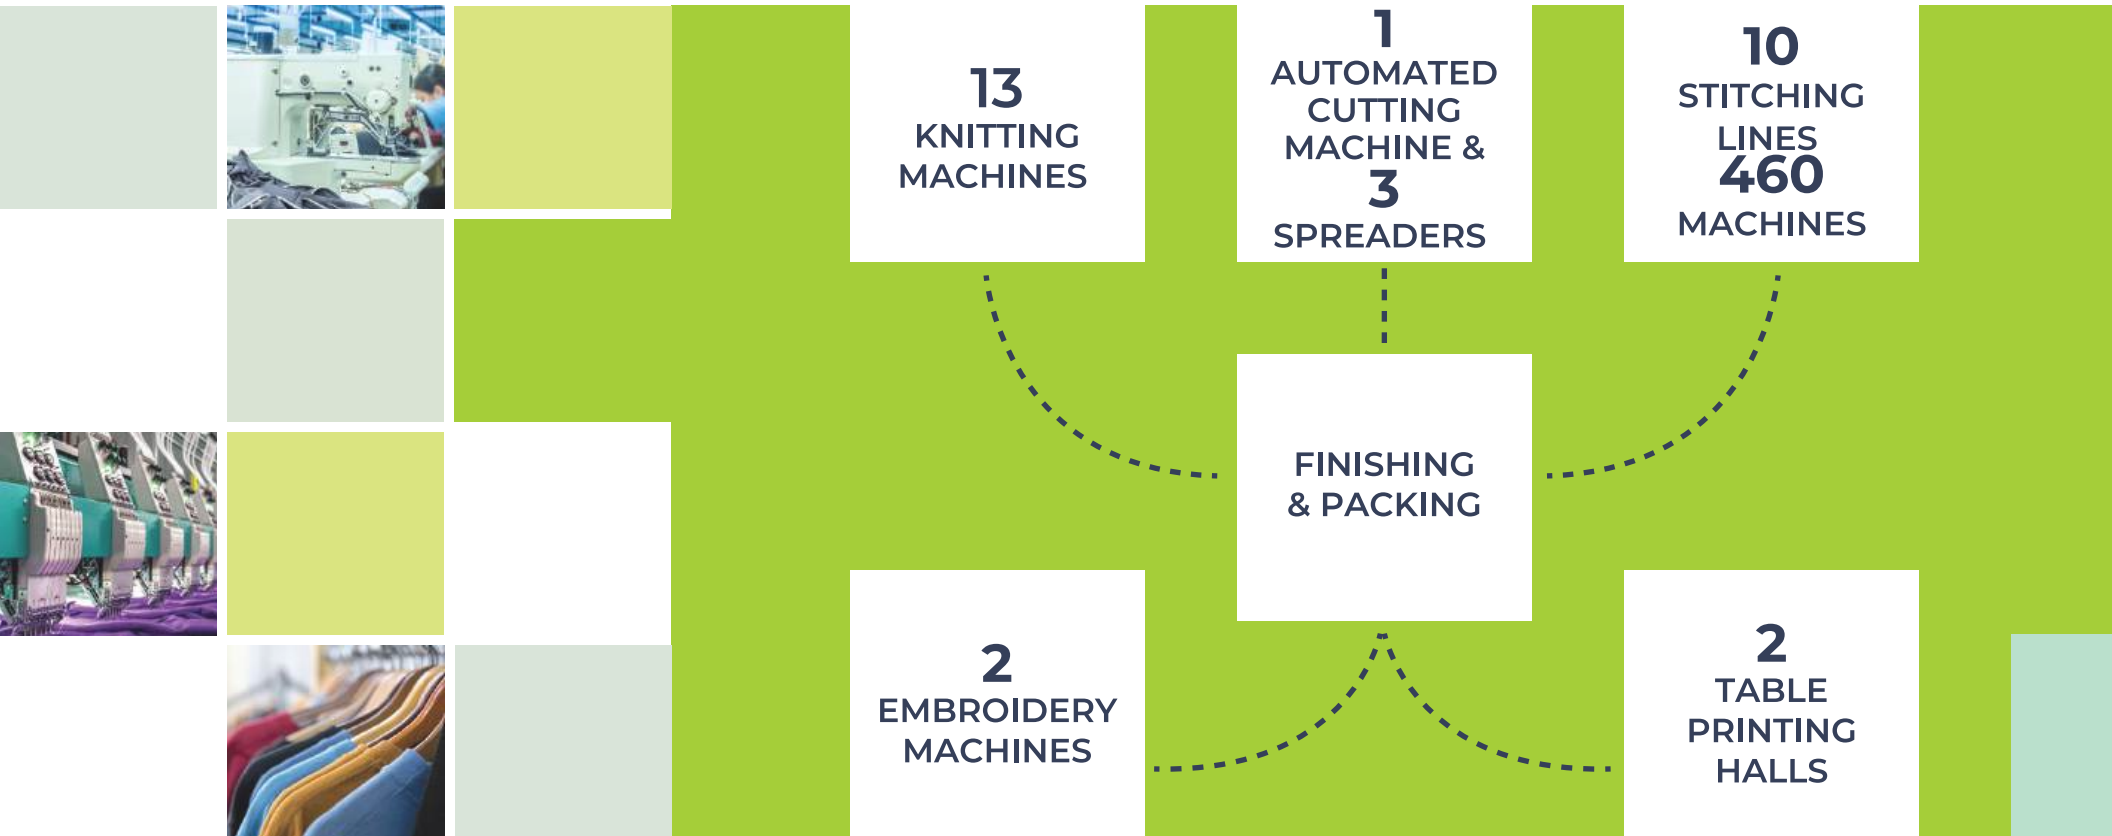 13
KNITTING
MACHINES
1
AUTOMATED
CUTTING
MACHINE &
3
SPREADERS
10
STITCHING
LINES
460
MACHINES
FINISHING
& PACKING
2
EMBROIDERY
MACHINES
2
TABLE
PRINTING
HALLS